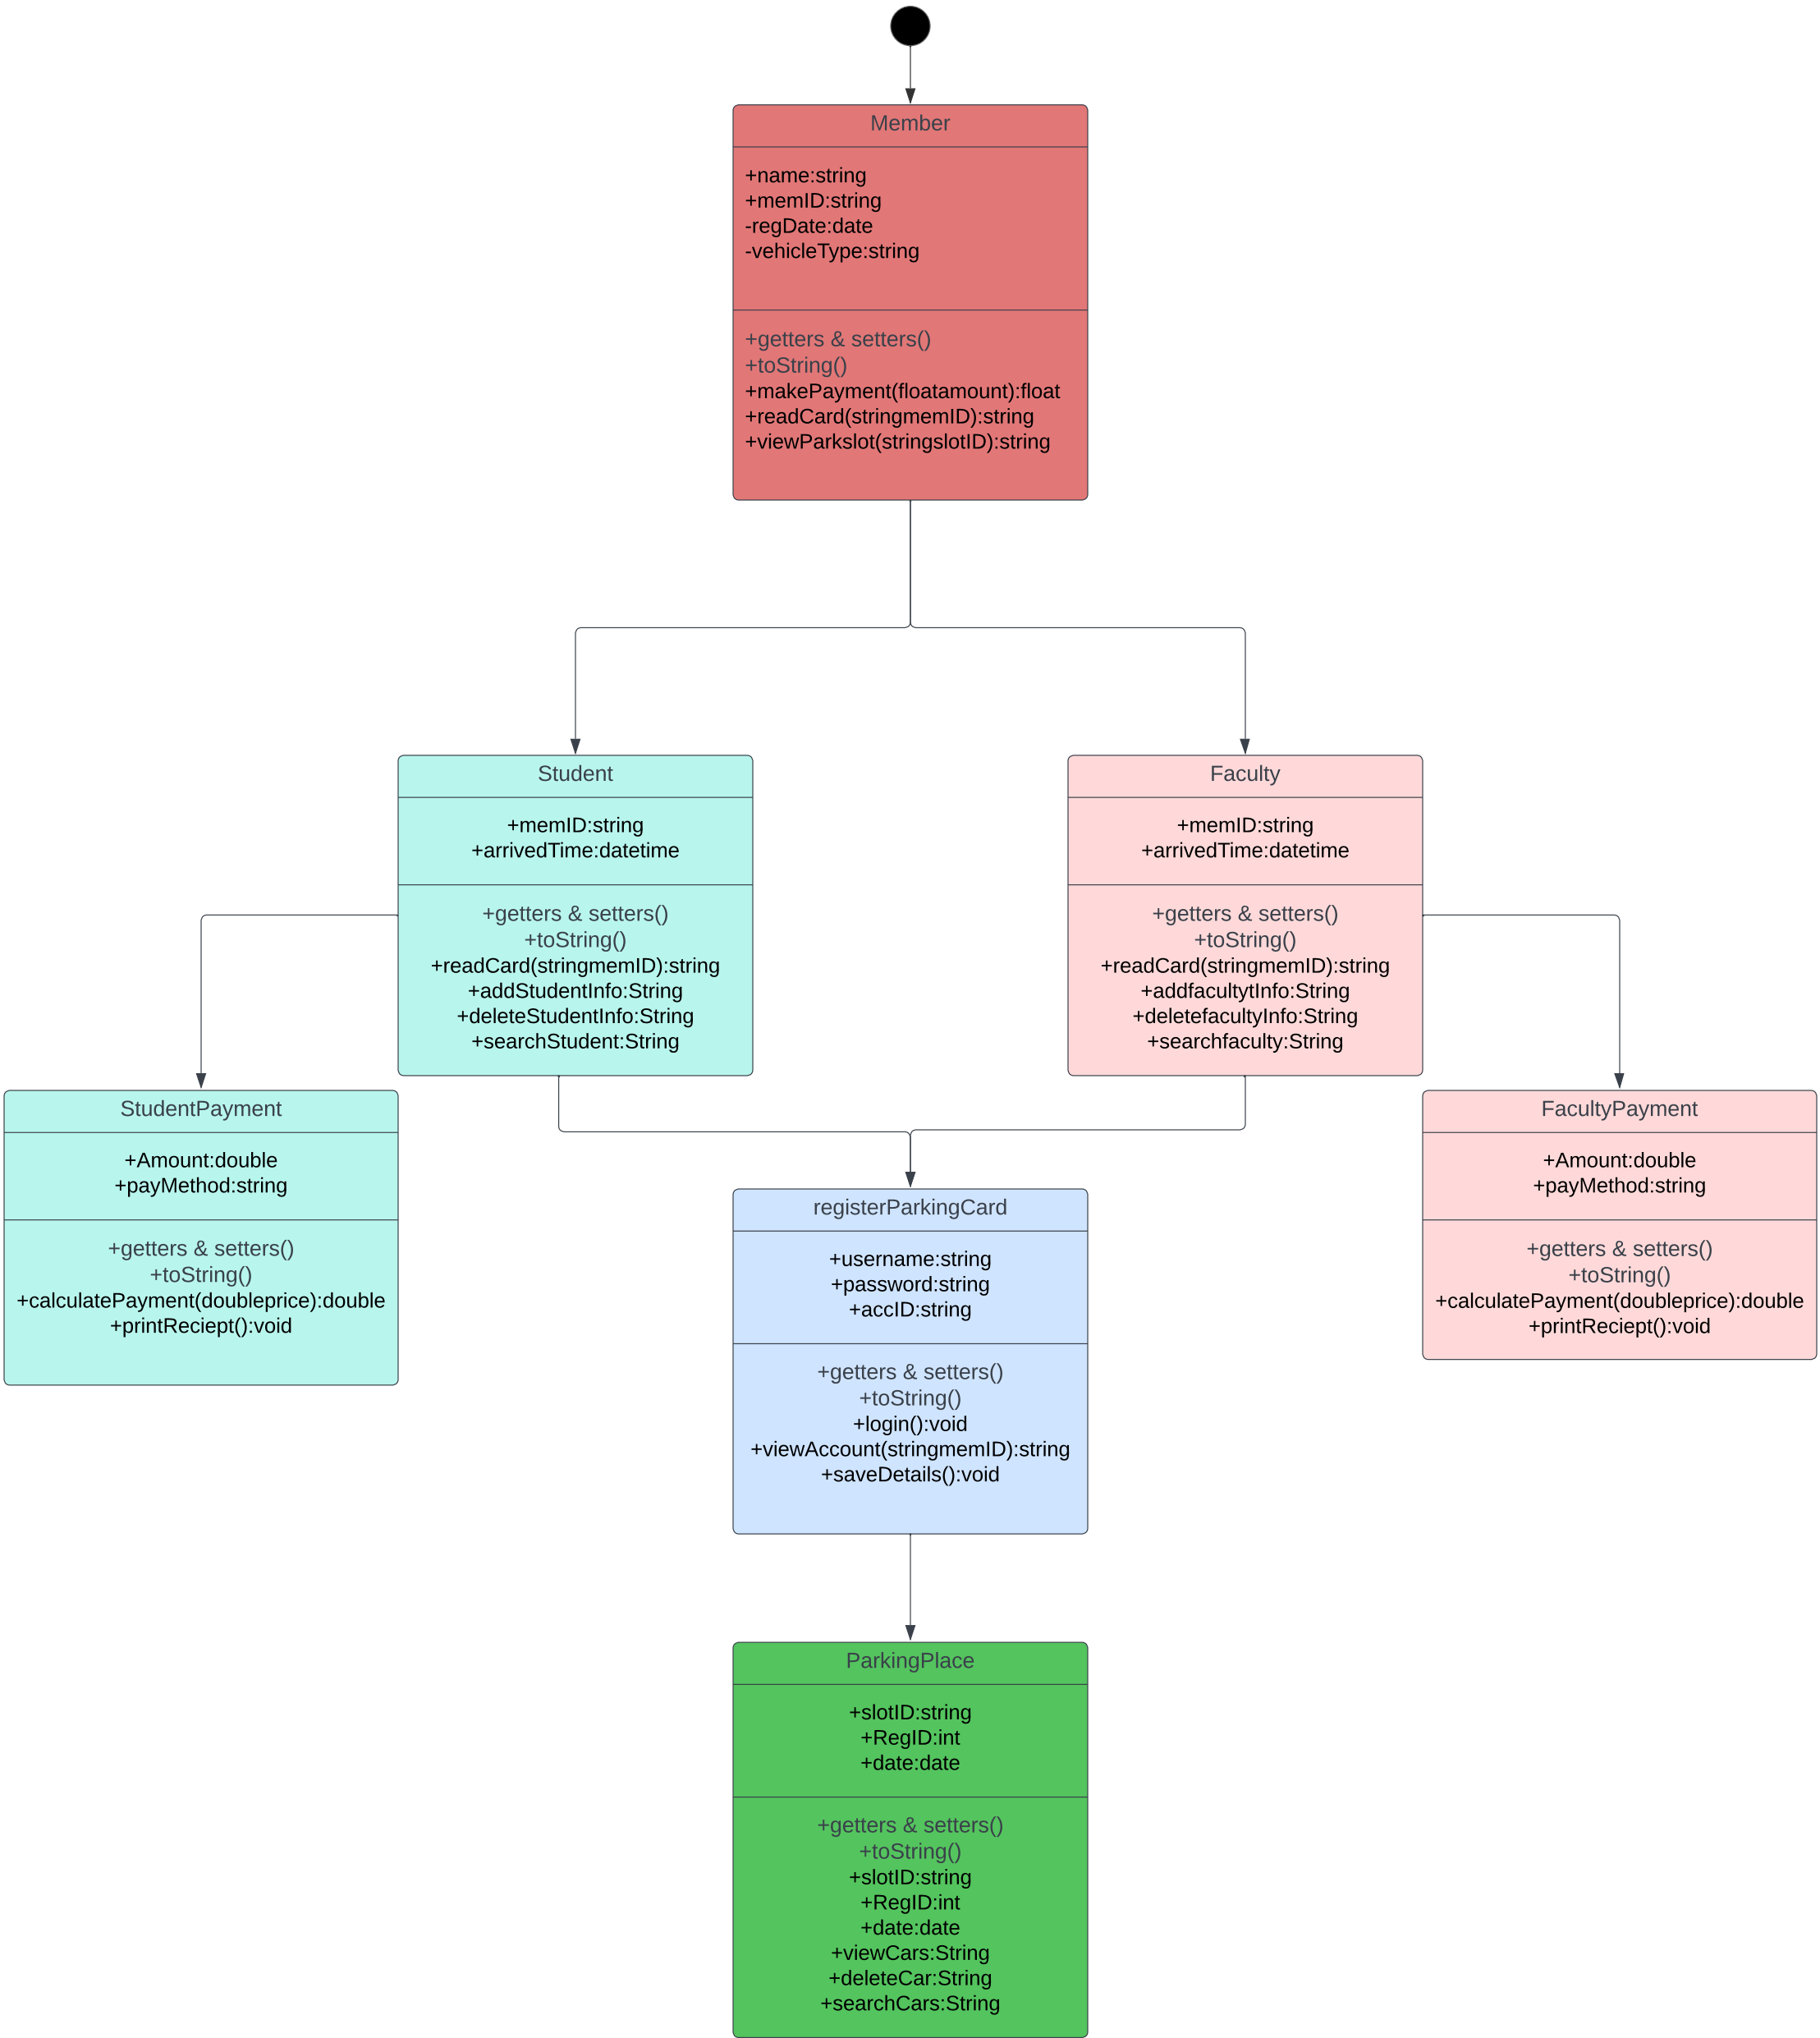 Member
+name:string
+memID:string
-regDate:date
-vehicleType:string
+getters & setters()
+toString()
+makePayment(floatamount):float
+readCard(stringmemID):string
+viewParkslot(stringslotID):string
Student
+memID:string
+arrivedTime:datetime
+getters & setters()
+toString()
+readCard(stringmemID):string
+addStudentInfo:String
+deleteStudentInfo:String
+searchStudent:String
Faculty
+memID:string
+arrivedTime:datetime
+getters & setters()
+toString()
+readCard(stringmemID):string
+addfacultytInfo:String
+deletefacultyInfo:String
+searchfaculty:String
StudentPayment
+Amount:double
+payMethod:string
+getters & setters()
+toString()
+calculatePayment(doubleprice):double
+printReciept():void
registerParkingCard
+username:string
+password:string
+accID:string
+getters & setters()
+toString()
+login():void
+viewAccount(stringmemID):string
+saveDetails():void
FacultyPayment
+Amount:double
+payMethod:string
+getters & setters()
+toString()
+calculatePayment(doubleprice):double
+printReciept():void
ParkingPlace
+slotID:string
+RegID:int
+date:date
+getters & setters()
+toString()
+slotID:string
+RegID:int
+date:date
+viewCars:String
+deleteCar:String
+searchCars:String